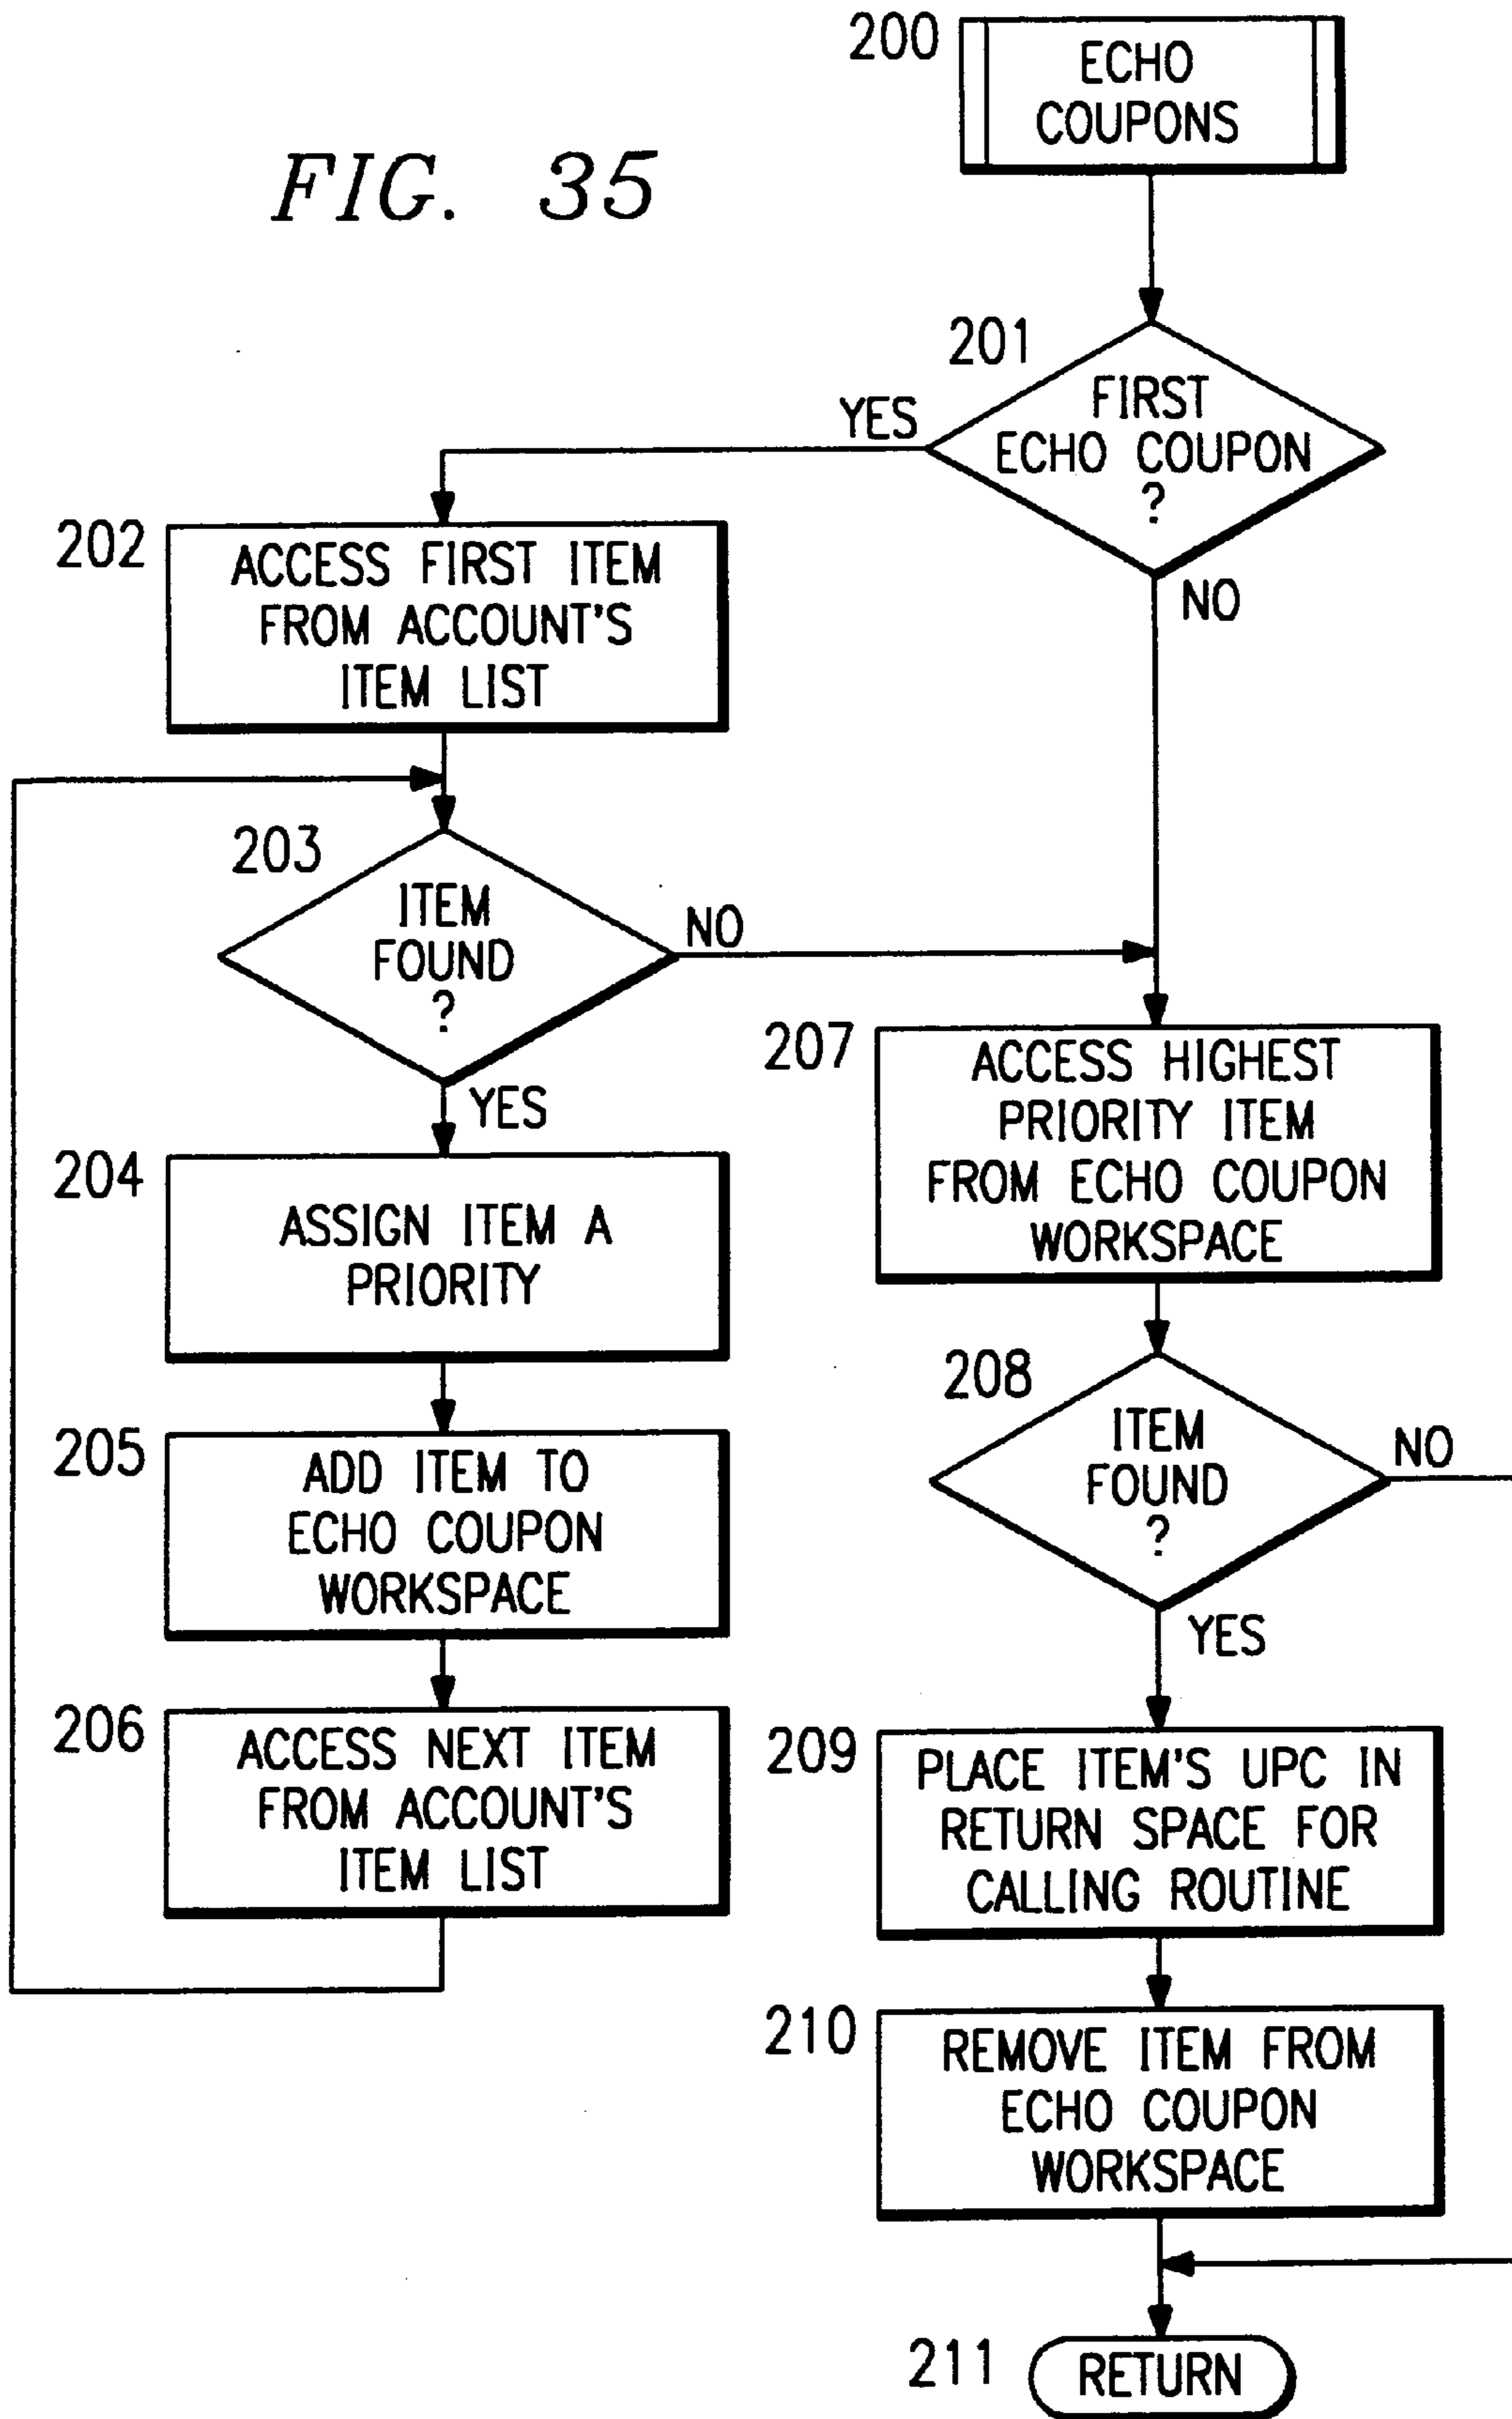 FIG. 35
200
ECHO
COUPONS
201
FIRST
ECHO COUPON
?
YES
NO
202
ACCESS FIRST ITEM
FROM ACCOUNT'S
ITEM LIST
203
ITEM
FOUND
?
NO
YES
204
ASSIGN ITEM A
PRIORITY
205
ADD ITEM TO
ECHO COUPON
WORKSPACE
206
ACCESS NEXT ITEM
FROM ACCOUNT'S
ITEM LIST
207
ACCESS HIGHEST
PRIORITY ITEM
FROM ECHO COUPON
WORKSPACE
208
ITEM
FOUND
?
NO
YES
209
PLACE ITEM'S UPC IN
RETURN SPACE FOR
CALLING ROUTINE
210
REMOVE ITEM FROM
ECHO COUPON
WORKSPACE
211
RETURN